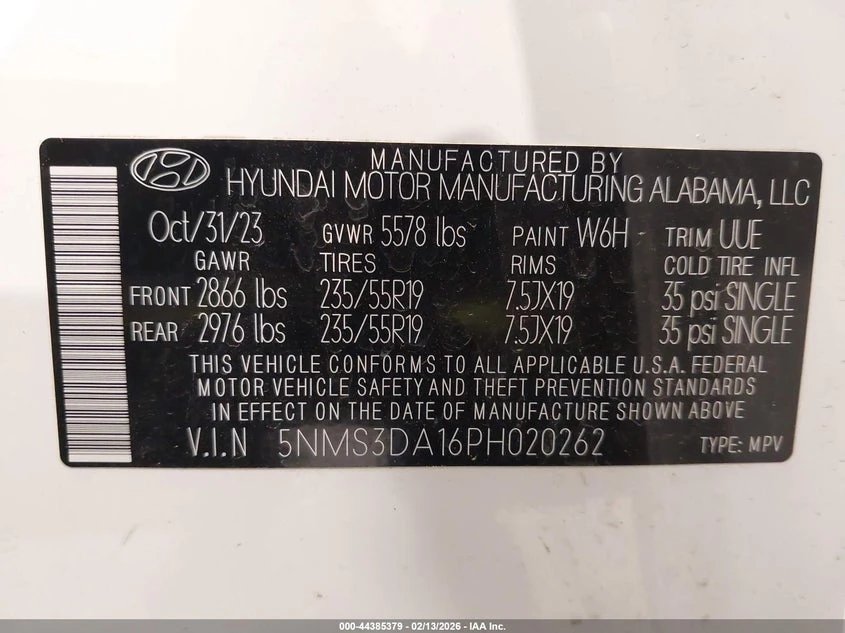 MANUFACTURED BY
HYUNDAI MOTOR MANUFACTURING ALABAMA, LLC
Oct/31/23 GVWR 5578 lbs PAINT W6H TRIM UUE
GAWR TIRES RIMS COLD TIRE INFL
FRONT 2866 lbs 235/55R19 7.5JX19 35 psi SINGLE
REAR 2976 lbs 235/55R19 7.5JX19 35 psi SINGLE
THIS VEHICLE CONFORMS TO ALL APPLICABLE U.S.A. FEDERAL
MOTOR VEHICLE SAFETY AND THEFT PREVENTION STANDARDS
IN EFFECT ON THE DATE OF MANUFACTURE SHOWN ABOVE
V.I.N 5NMS3DA16PH020262 TYPE: MPV
000-44385379 - 02/13/2026 - IAA Inc.